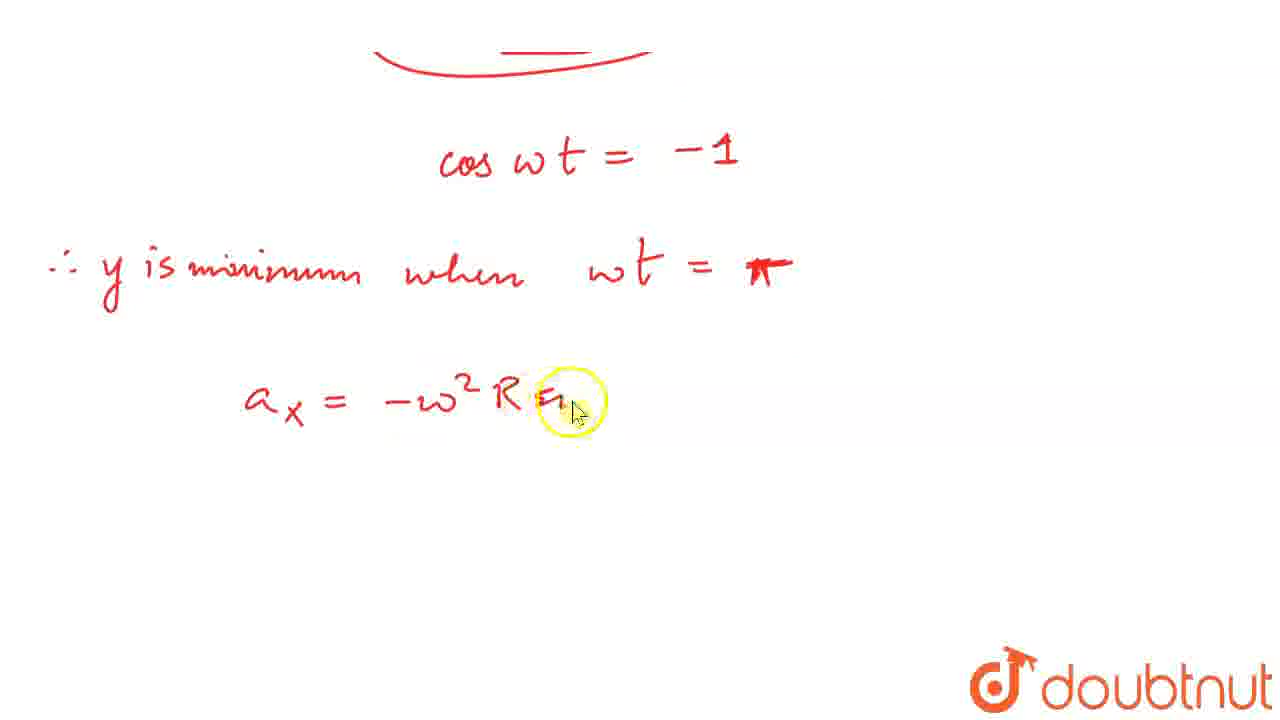 cos ωt = -1
∴ y is minimum when ωt = π
a_x = -ω² R
doubtnut